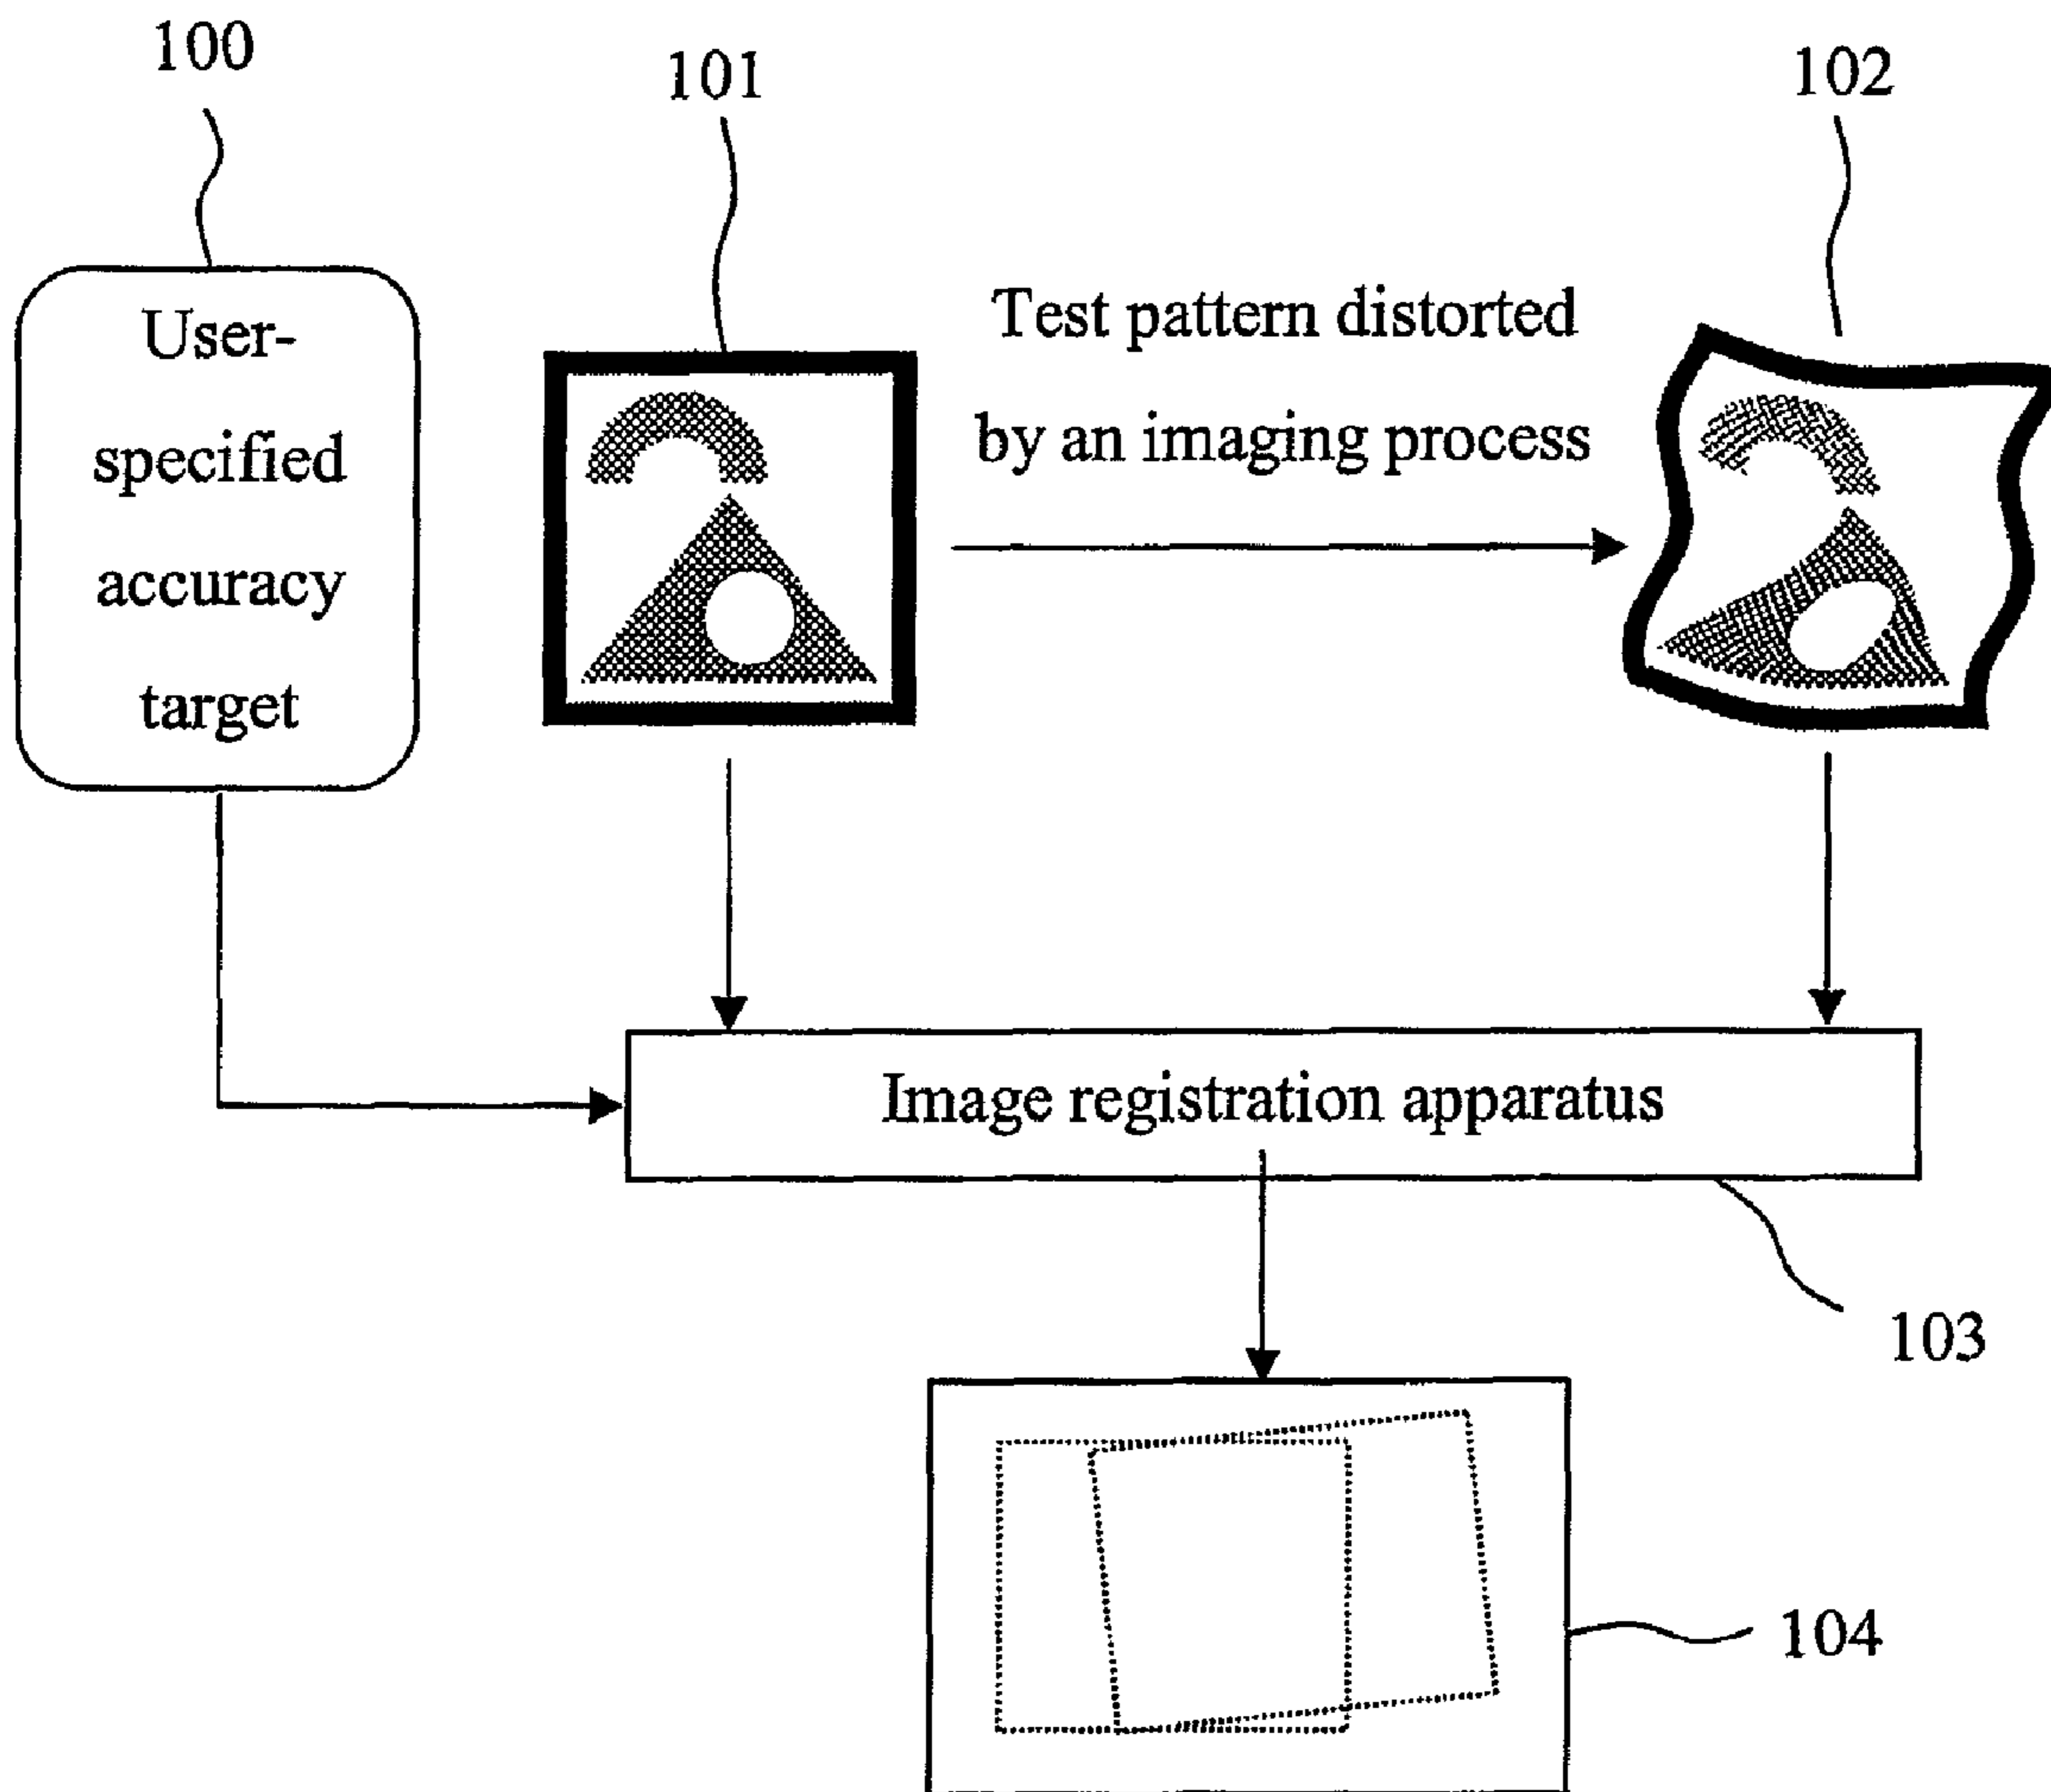 100
101
102
User-
specified
accuracy
target
Test pattern distorted
by an imaging process
Image registration apparatus
103
104